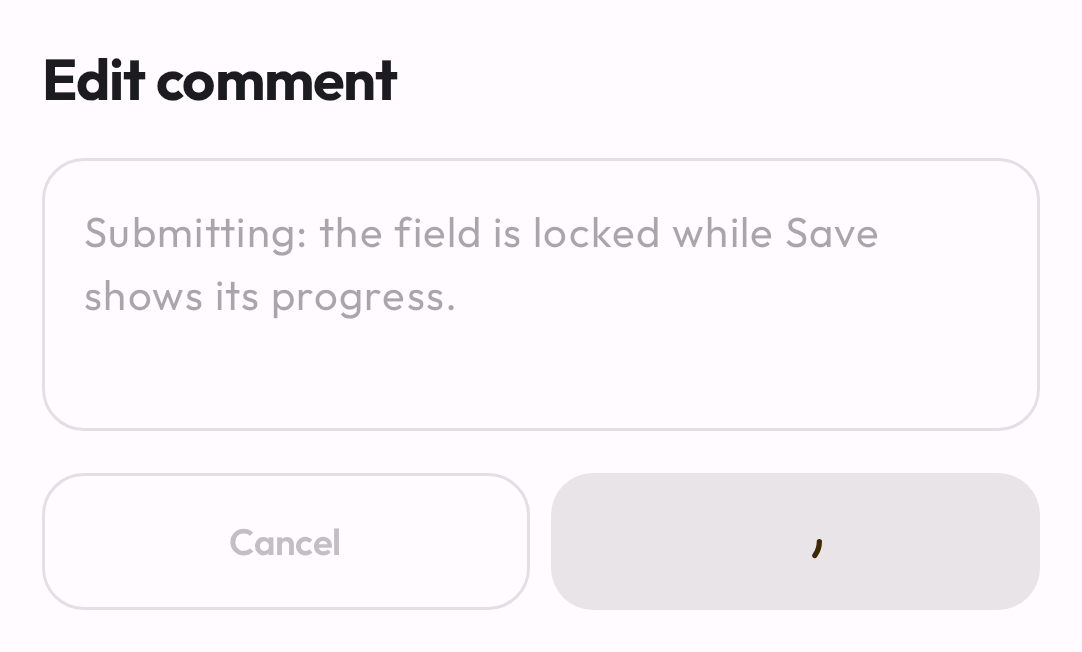 Edit comment
Submitting: the field is locked while Save
shows its progress.
Cancel